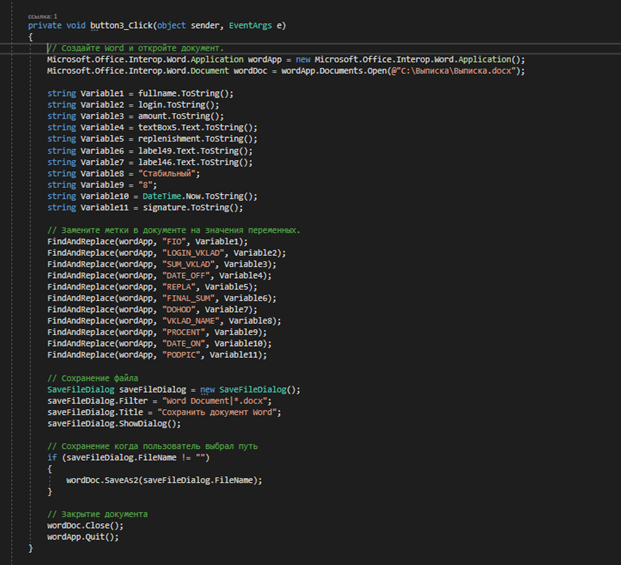 ссылка: 1
private void button3_Click(object sender, EventArgs e)
{
// Создайте Word и откройте документ.
Microsoft.Office.Interop.Word.Application wordApp = new Microsoft.Office.Interop.Word.Application();
Microsoft.Office.Interop.Word.Document wordDoc = wordApp.Documents.Open(@"C:\Выписка\Выписка.docx");
string Variable1 = fullname.ToString();
string Variable2 = login.ToString();
string Variable3 = amount.ToString();
string Variable4 = textBox5.Text.ToString();
string Variable5 = replenishment.ToString();
string Variable6 = label49.Text.ToString();
string Variable7 = label46.Text.ToString();
string Variable8 = "Стабильный";
string Variable9 = "8";
string Variable10 = DateTime.Now.ToString();
string Variable11 = signature.ToString();
// Замените метки в документе на значения переменных.
FindAndReplace(wordApp, "FIO", Variable1);
FindAndReplace(wordApp, "LOGIN_VKLAD", Variable2);
FindAndReplace(wordApp, "SUM_VKLAD", Variable3);
FindAndReplace(wordApp, "DATE_OFF", Variable4);
FindAndReplace(wordApp, "REPLA", Variable5);
FindAndReplace(wordApp, "FINAL_SUM", Variable6);
FindAndReplace(wordApp, "DOHOD", Variable7);
FindAndReplace(wordApp, "VKLAD_NAME", Variable8);
FindAndReplace(wordApp, "PROCENT", Variable9);
FindAndReplace(wordApp, "DATE_ON", Variable10);
FindAndReplace(wordApp, "PODPIC", Variable11);
// Сохранение файла
SaveFileDialog saveFileDialog = new SaveFileDialog();
saveFileDialog.Filter = "Word Document|*.docx";
saveFileDialog.Title = "Сохранить документ Word";
saveFileDialog.ShowDialog();
// Сохранение когда пользователь выбрал путь
if (saveFileDialog.FileName != "")
{
wordDoc.SaveAs2(saveFileDialog.FileName);
}
// Закрытие документа
wordDoc.Close();
wordApp.Quit();
}